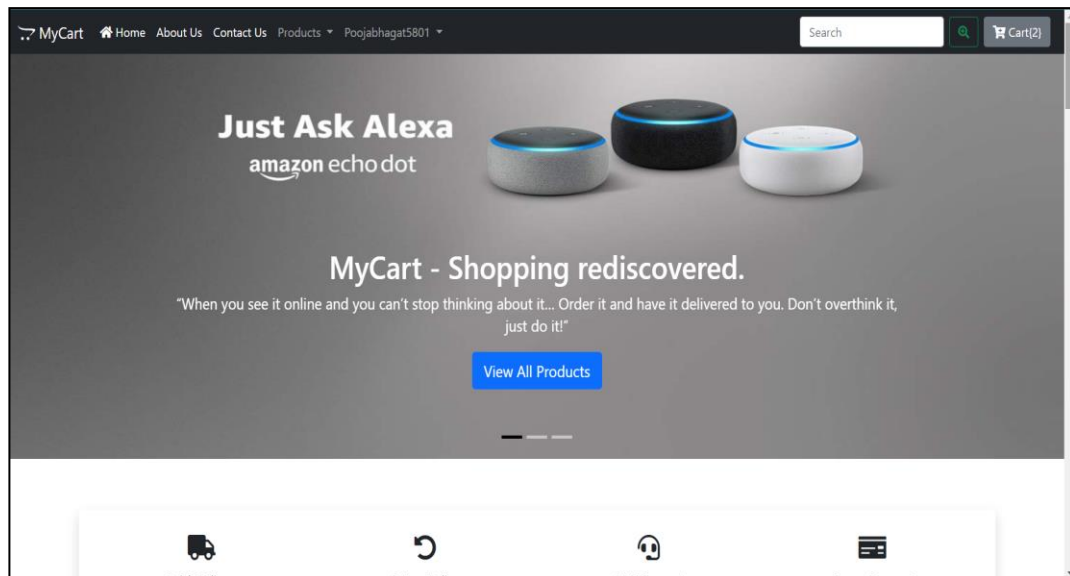 MyCart Home About Us Contact Us Products Poojabhagat5801 Search Cart(2)
Just Ask Alexa
amazon echo dot
MyCart - Shopping rediscovered.
"When you see it online and you can't stop thinking about it... Order it and have it delivered to you. Don't overthink it,
just do it!"
View All Products